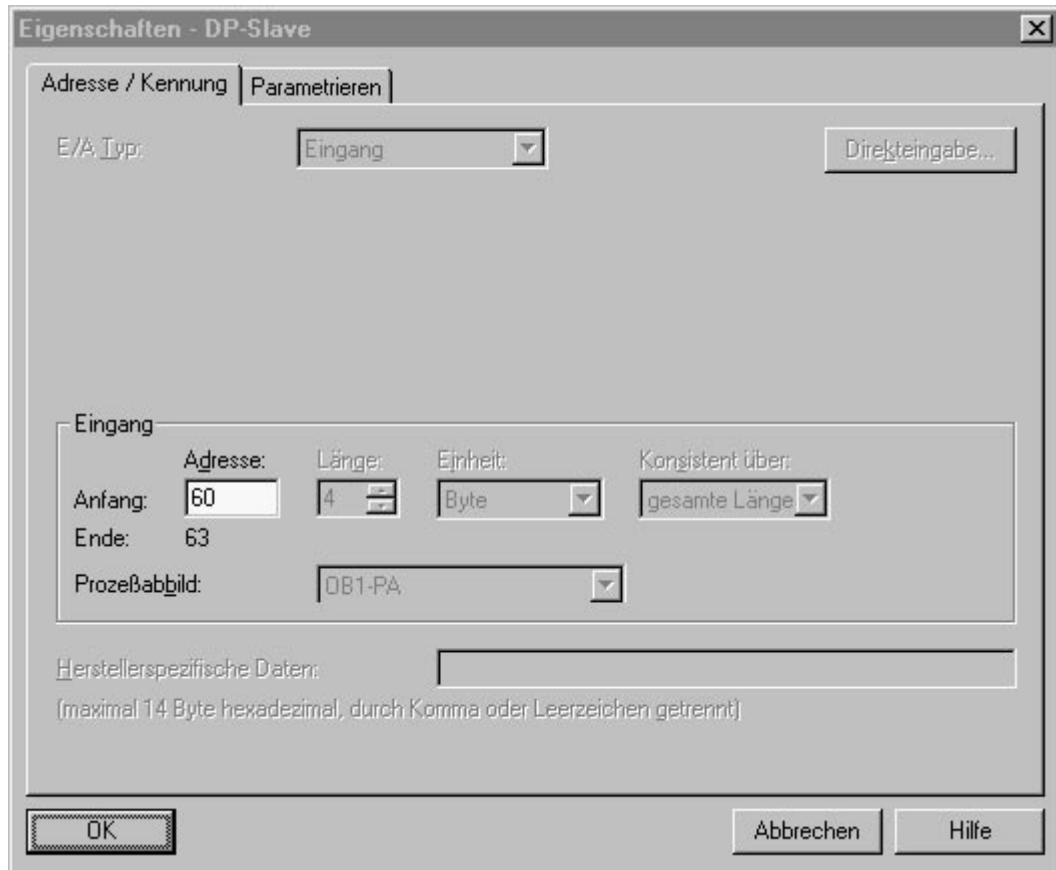 Eigenschaften - DP-Slave
Adresse / Kennung Parametrieren
E/A Typ: Eingang Direkteingabe...
Eingang
Adresse: Länge: Einheit: Konsistent über:
Anfang: 60 4 Byte gesamte Länge
Ende: 63
Prozeßabbild: OB1-PA
Herstellerspezifische Daten:
(maximal 14 Byte hexadezimal, durch Komma oder Leerzeichen getrennt)
OK Abbrechen Hilfe